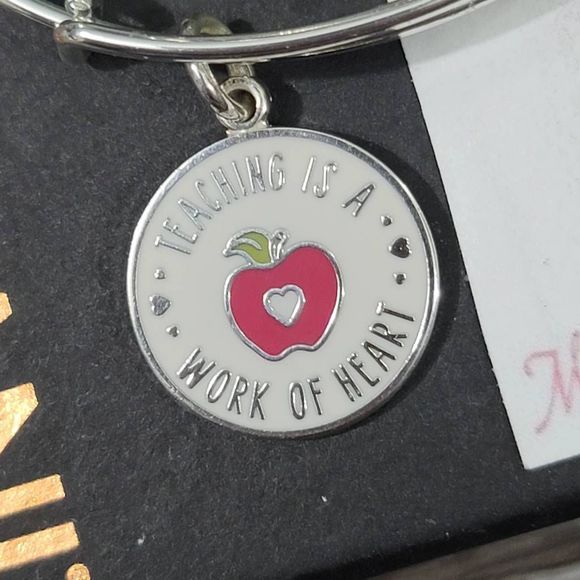 TEACHING IS A
WORK OF HEART
M